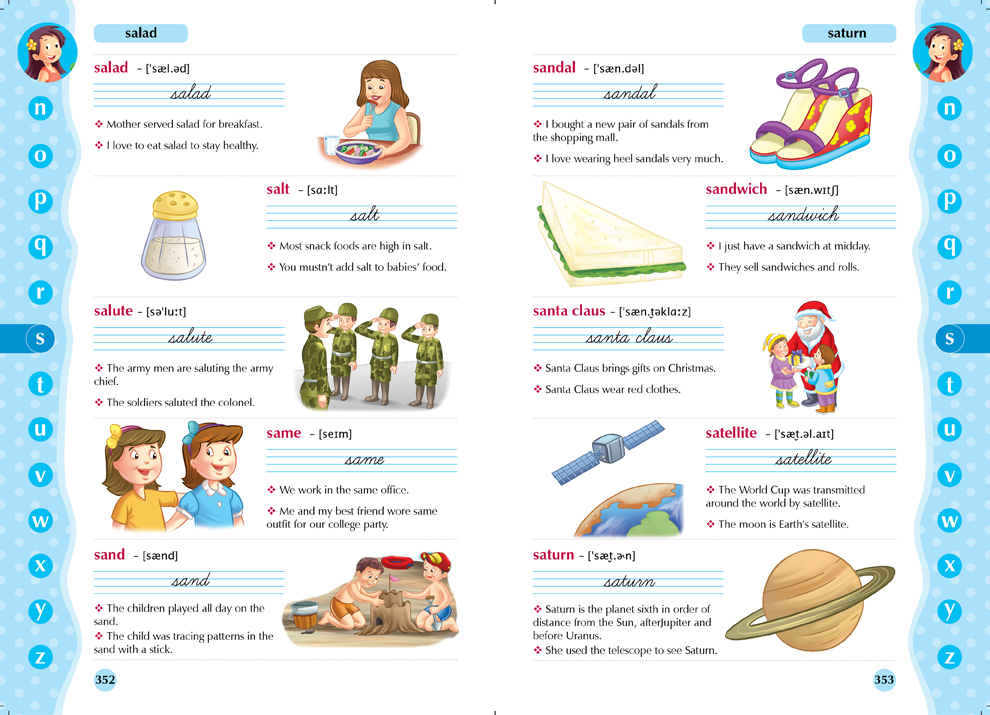 salad
n
o
p
q
r
s
t
u
v
w
x
y
z
salad – [ˈsæl.əd]
salad
❖ Mother served salad for breakfast.
❖ I love to eat salad to stay healthy.
salt – [sɑːlt]
salt
❖ Most snack foods are high in salt.
❖ You mustn’t add salt to babies’ food.
salute – [səˈluːt]
salute
❖ The army men are saluting the army
chief.
❖ The soldiers saluted the colonel.
same – [seɪm]
same
❖ We work in the same office.
❖ Me and my best friend wore same
outfit for our college party.
sand – [sænd]
sand
❖ The children played all day on the
sand.
❖ The child was tracing patterns in the
sand with a stick.
352
saturn
sandal – [ˈsæn.dəl]
sandal
❖ I bought a new pair of sandals from
the shopping mall.
❖ I love wearing heel sandals very much.
sandwich – [sæn.wɪtʃ]
sandwich
❖ I just have a sandwich at midday.
❖ They sell sandwiches and rolls.
santa claus – [ˈsæn.t̬əklɑːz]
santa claus
❖ Santa Claus brings gifts on Christmas.
❖ Santa Claus wear red clothes.
satellite – [ˈsæt̬.əl.aɪt]
satellite
❖ The World Cup was transmitted
around the world by satellite.
❖ The moon is Earth’s satellite.
saturn – [ˈsæt̬.ɚn]
saturn
❖ Saturn is the planet sixth in order of
distance from the Sun, afterJupiter and
before Uranus.
❖ She used the telescope to see Saturn.
353
n
o
p
q
r
s
t
u
v
w
x
y
z